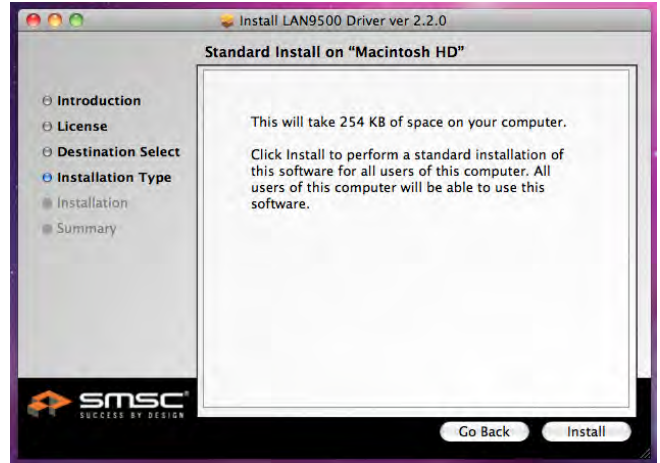 Install LAN9500 Driver ver 2.2.0
Standard Install on “Macintosh HD”
Introduction
License
Destination Select
Installation Type
Installation
Summary
This will take 254 KB of space on your computer.
Click Install to perform a standard installation of
this software for all users of this computer. All
users of this computer will be able to use this
software.
smsc
SUCCESS BY DESIGN
Go Back
Install